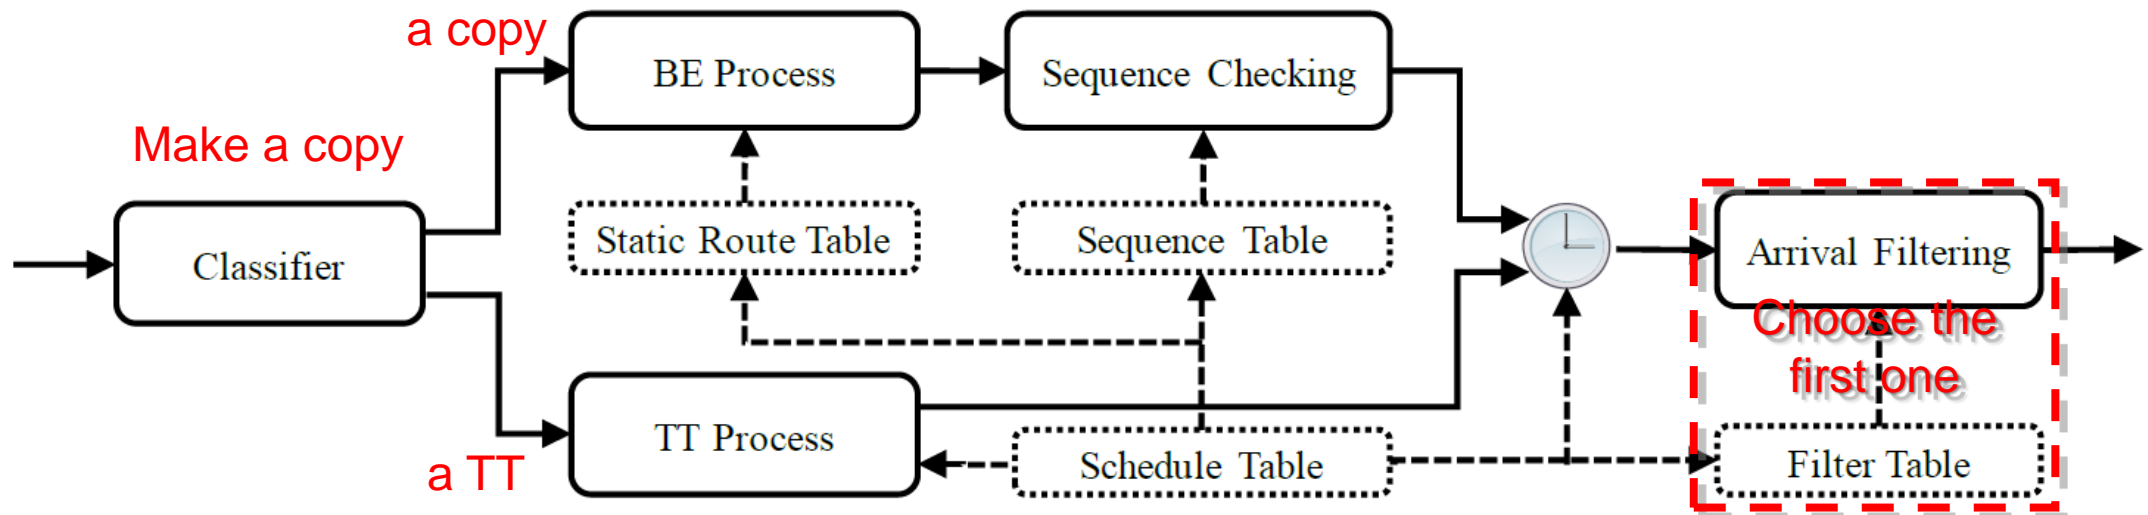 a copy
BE Process
Sequence Checking
Make a copy
Static Route Table
Sequence Table
Classifier
Arrival Filtering
Choose the
first one
TT Process
a TT
Schedule Table
Filter Table